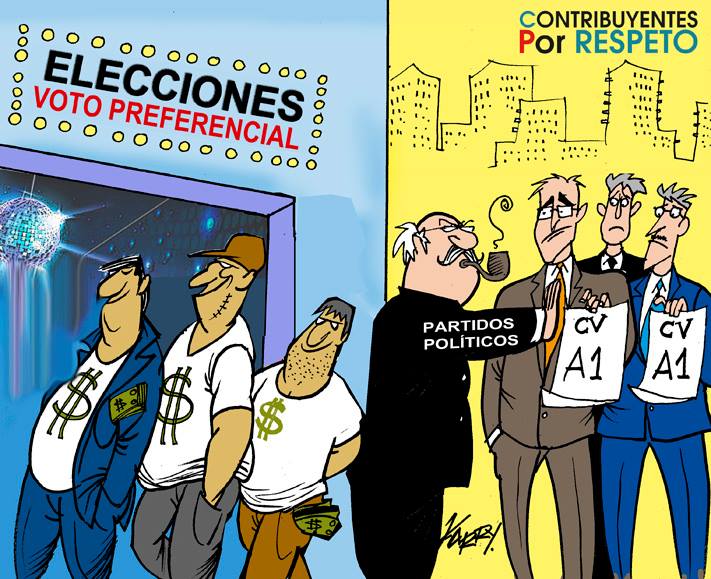 CONTRIBUYENTES
Por RESPETO
ELECCIONES
VOTO PREFERENCIAL
$
$
$
$
$
$
PARTIDOS
POLÍTICOS
CV
A1
CV
A1